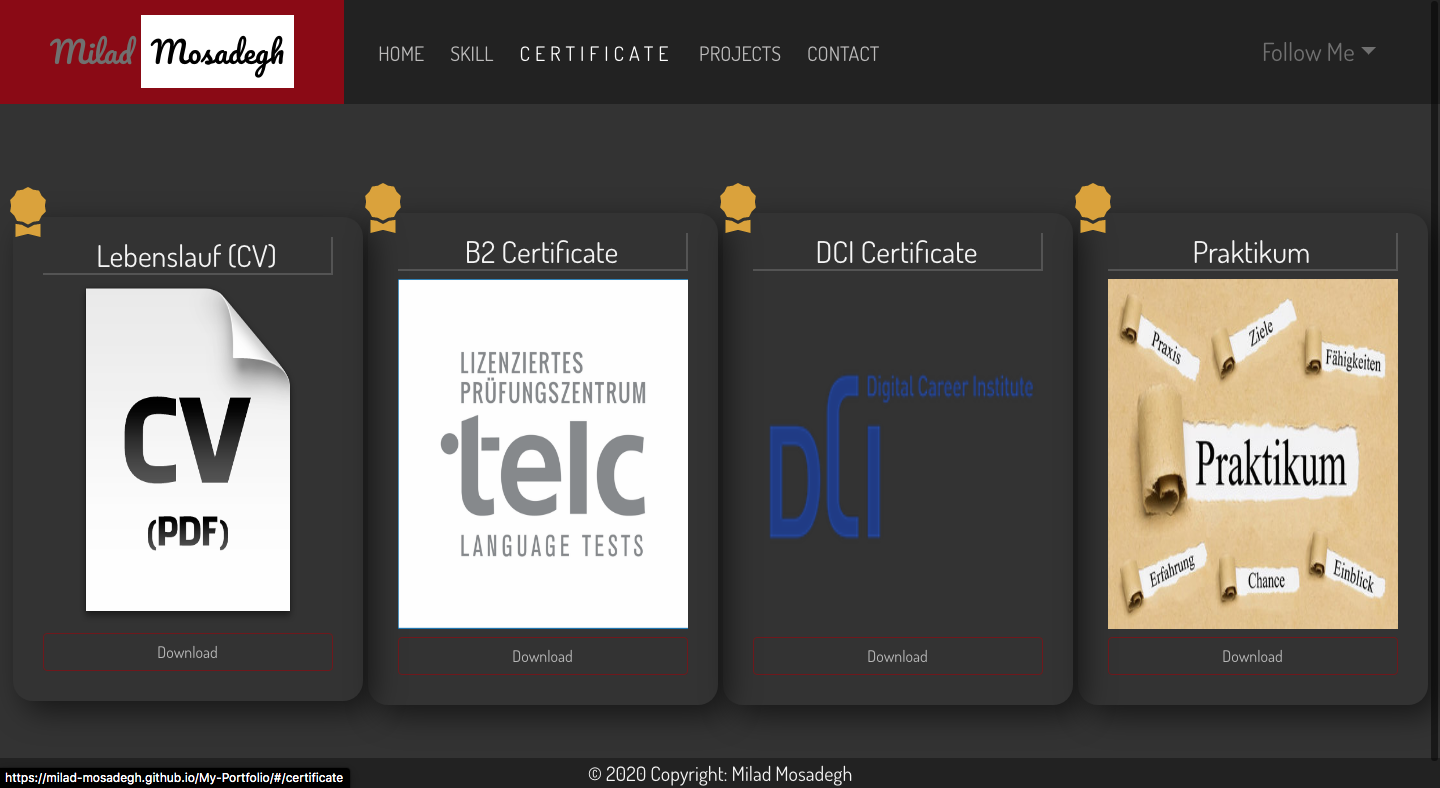 Milad Mosadegh
HOME SKILL CERTIFICATE PROJECTS CONTACT
Follow Me
Lebenslauf (CV)
CV
(PDF)
Download
B2 Certificate
LIZENZIERTES
PRÜFUNGSZENTRUM
telc
LANGUAGE TESTS
Download
DCI Certificate
Digital Career Institute
DCI
Download
Praktikum
Praxis
Ziele
Fähigkeiten
Praktikum
Erfahrung
Chance
Einblick
Download
© 2020 Copyright: Milad Mosadegh
https://milad-mosadegh.github.io/My-Portfolio/#/certificate